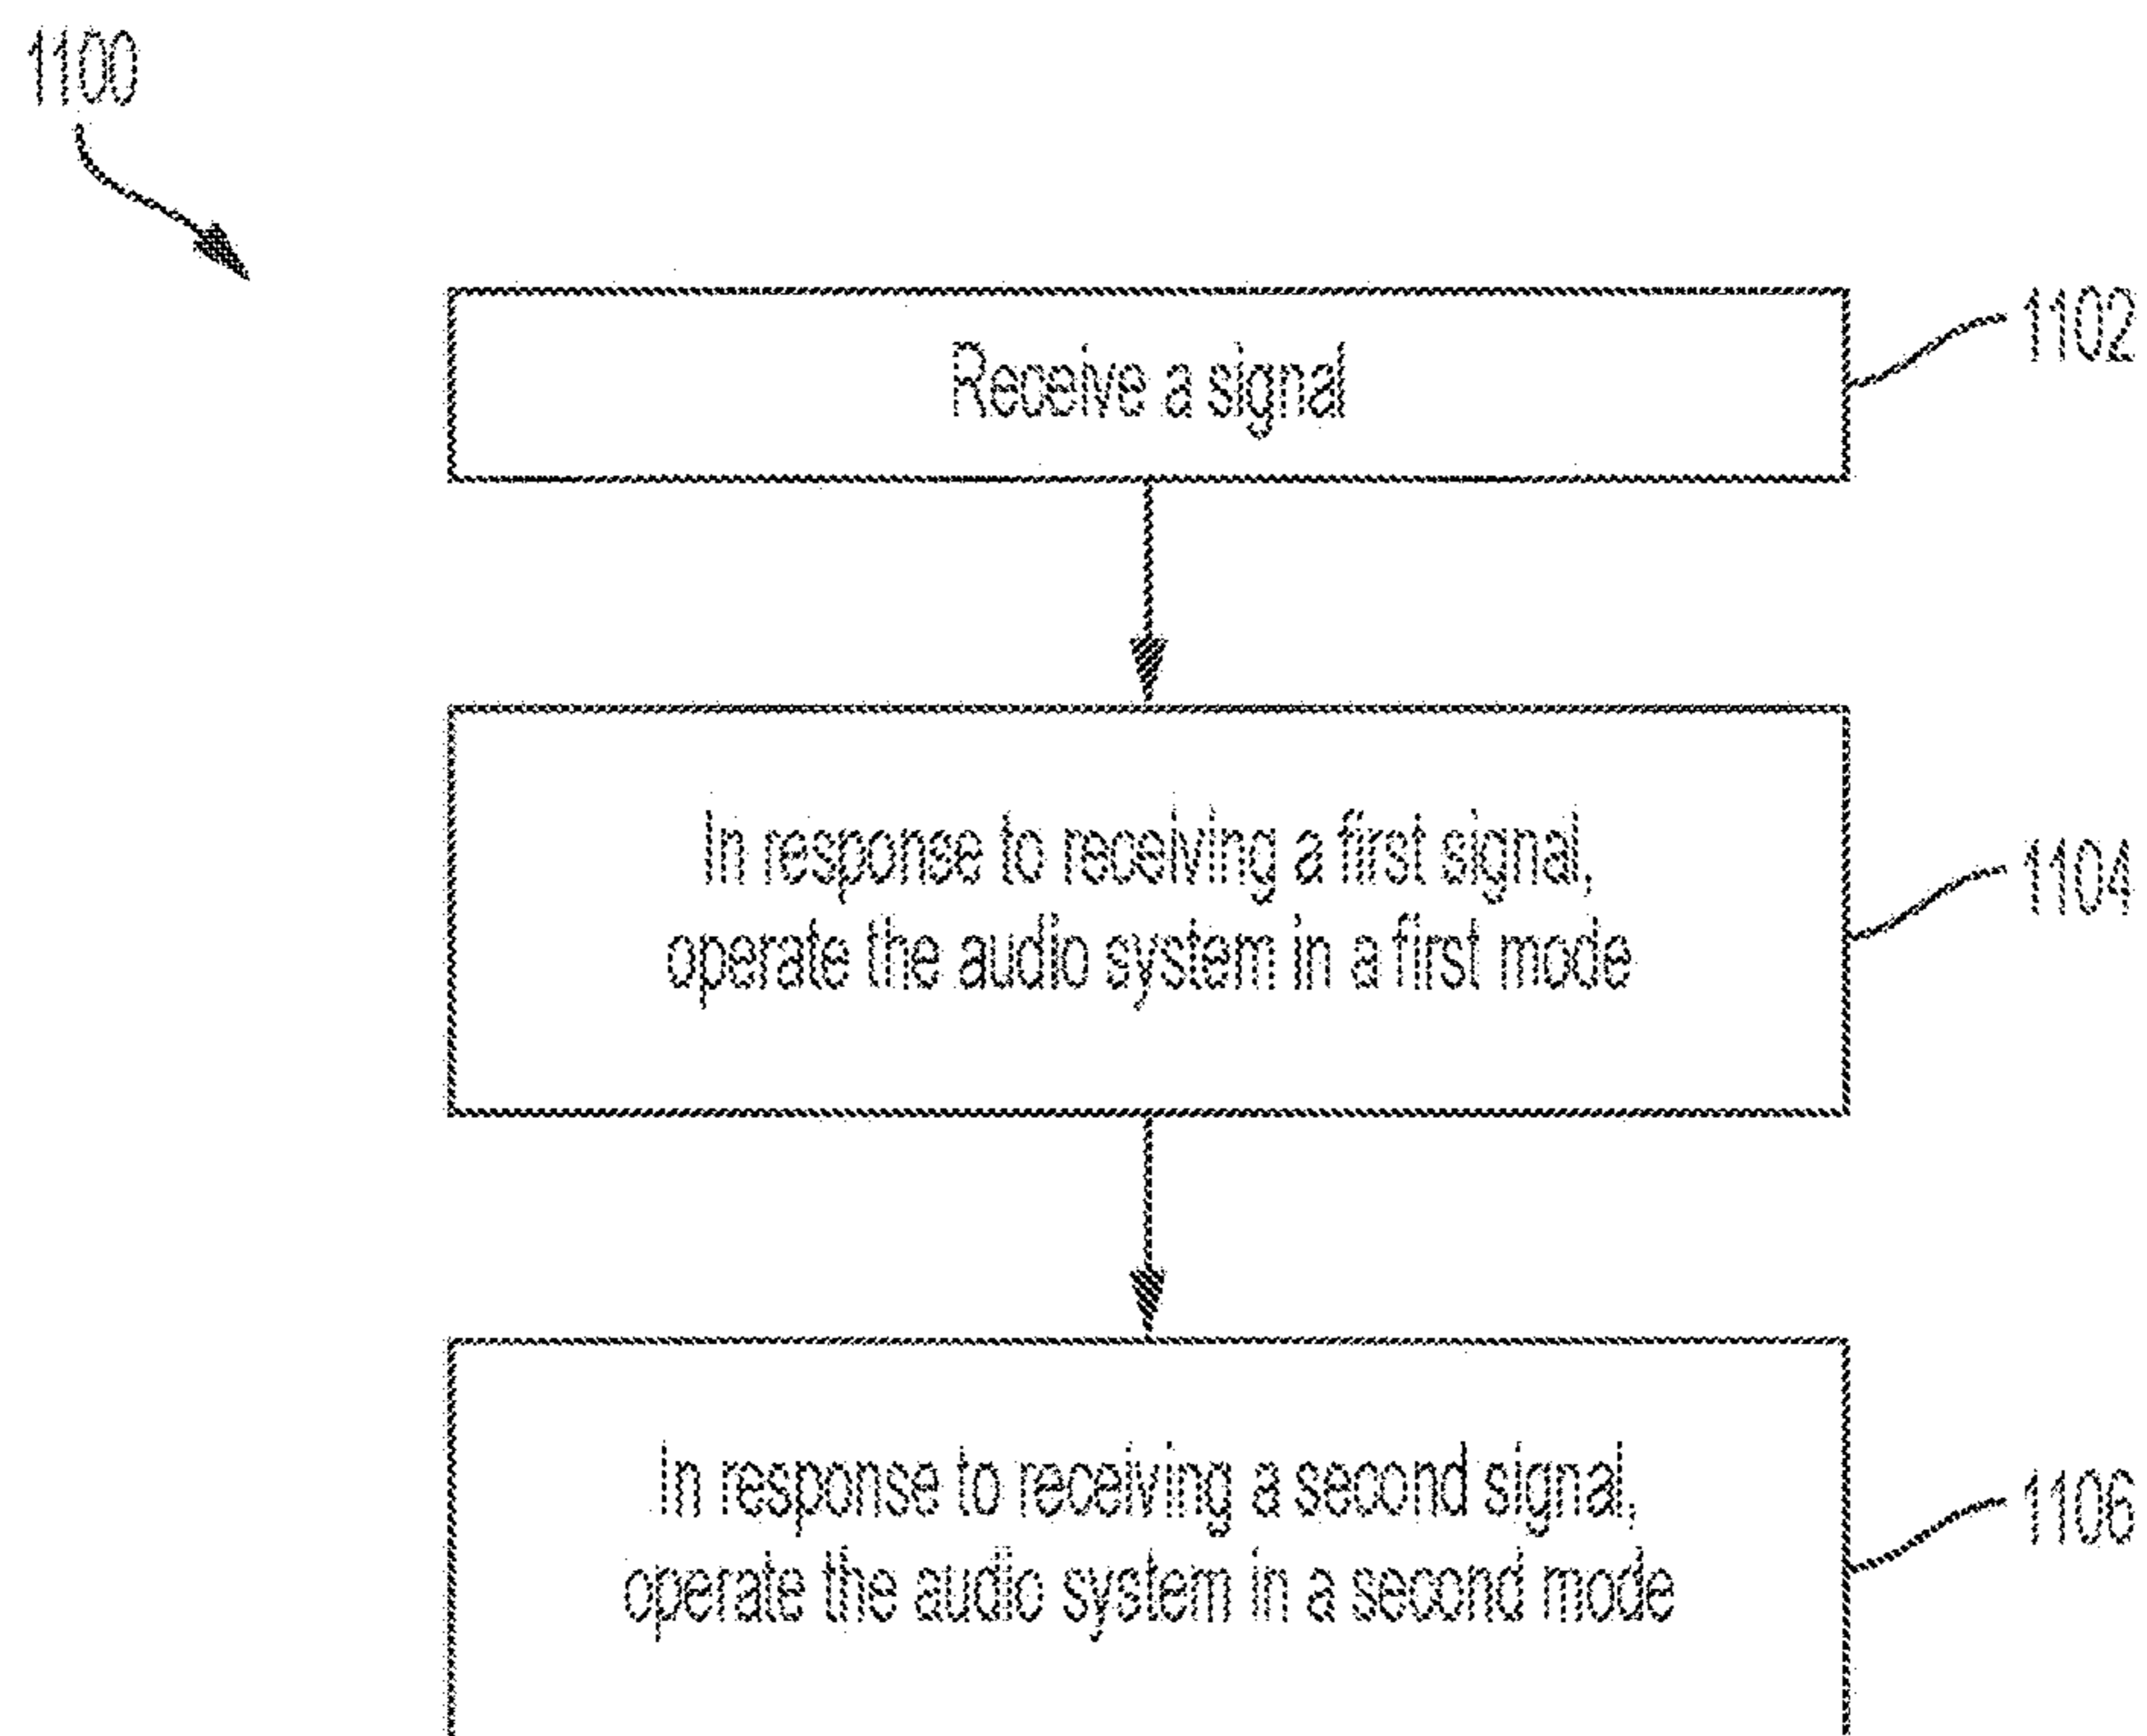 1100
Receive a signal
1102
In response to receiving a first signal,
operate the audio system in a first mode
1104
In response to receiving a second signal,
operate the audio system in a second mode
1106